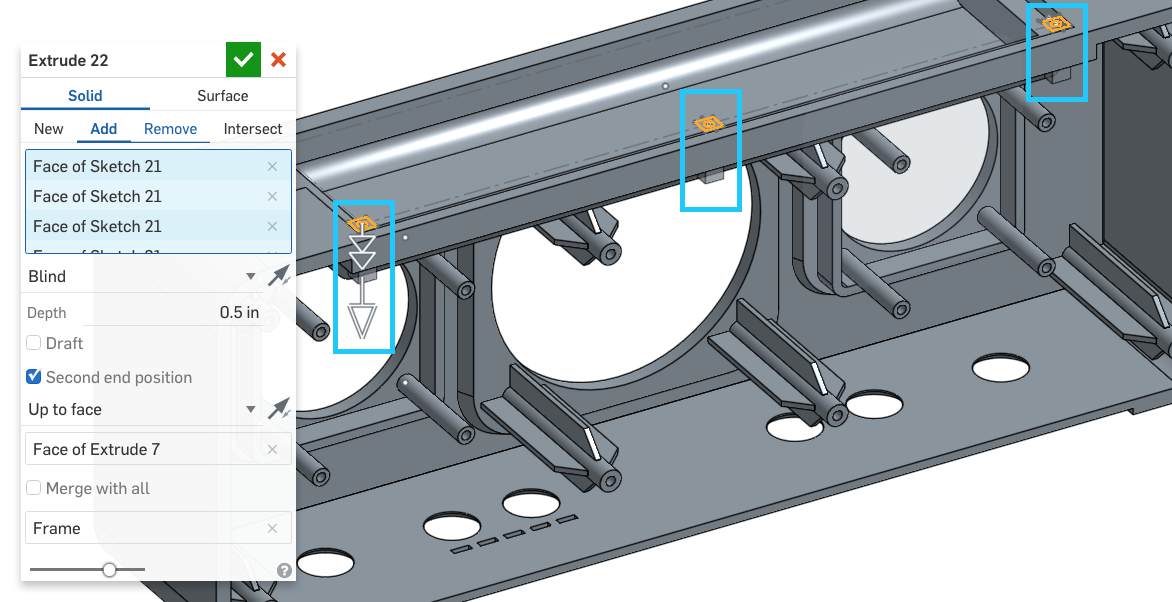 Extrude 22
Solid Surface
New Add Remove Intersect
Face of Sketch 21
Face of Sketch 21
Face of Sketch 21
Blind
Depth 0.5 in
Draft
Second end position
Up to face
Face of Extrude 7
Merge with all
Frame
?